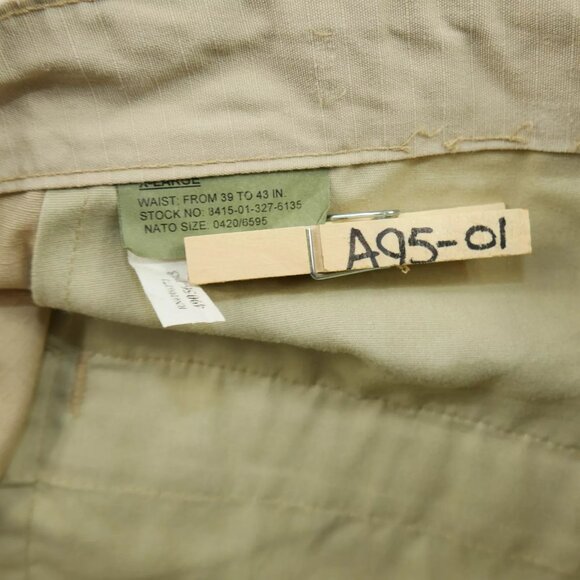 X-LARGE
WAIST: FROM 39 TO 43 IN.
STOCK NO: 8415-01-327-6135
NATO SIZE: 0420/6595
A95-01